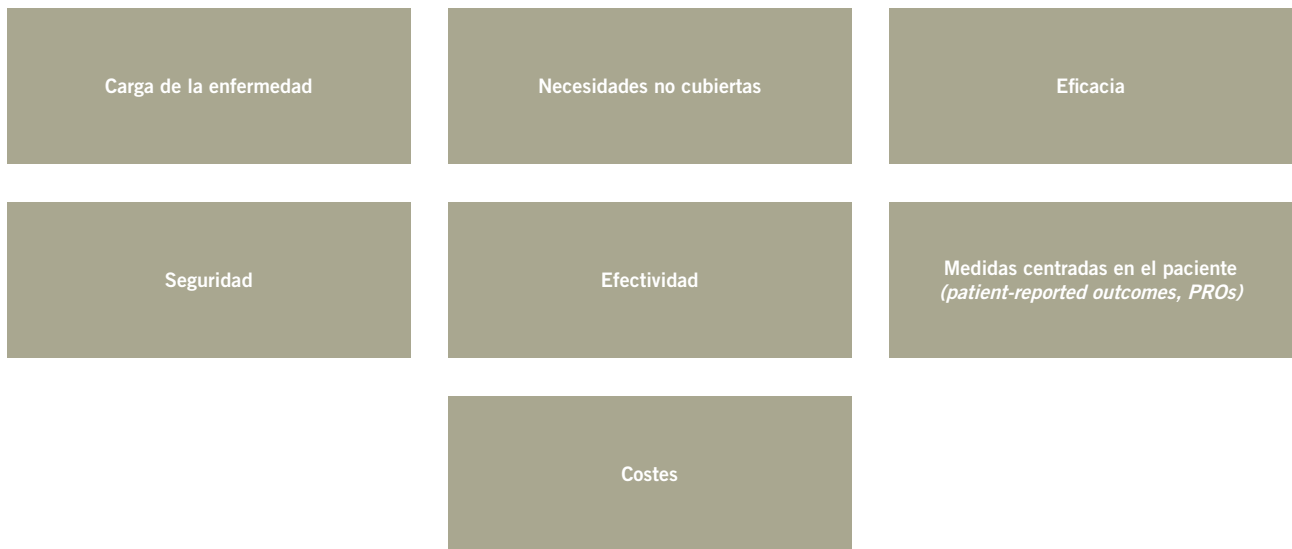 Carga de la enfermedad
Necesidades no cubiertas
Eficacia
Seguridad
Efectividad
Medidas centradas en el paciente
(patient-reported outcomes, PROs)
Costes